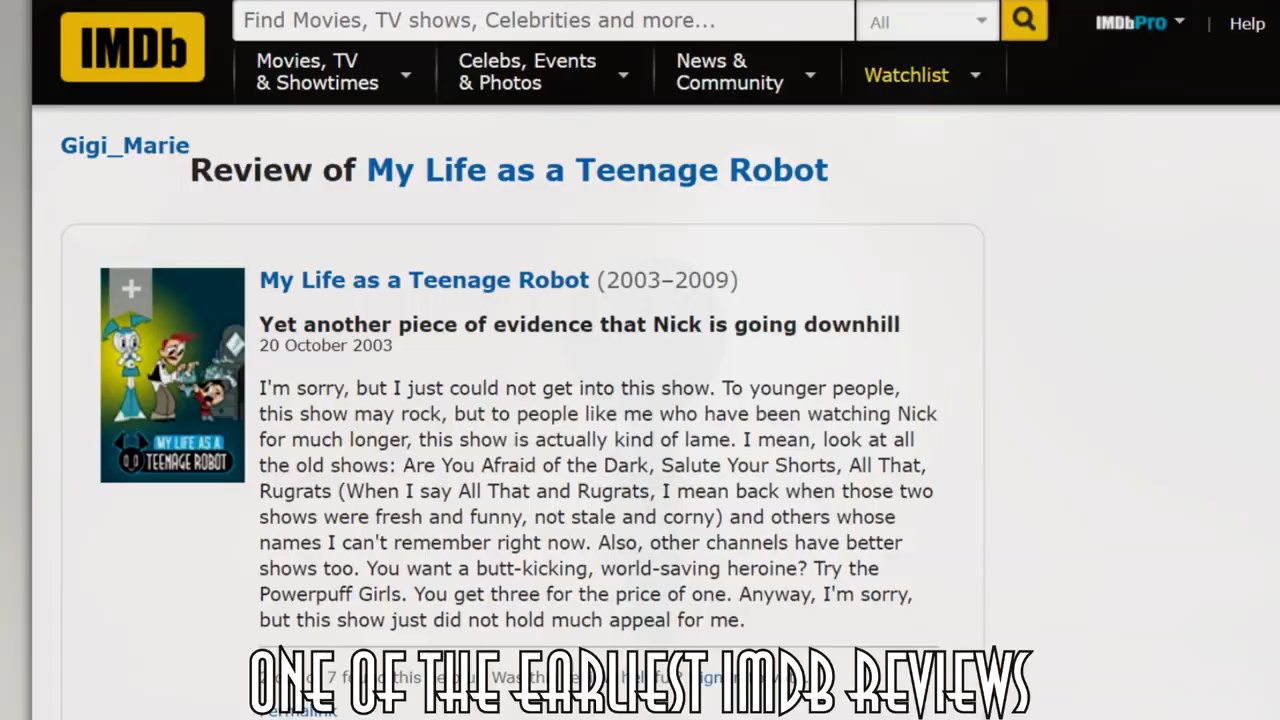 IMDb
Find Movies, TV shows, Celebrities and more...
All
IMDbPro
| Help
Movies, TV
& Showtimes
Celebs, Events
& Photos
News &
Community
Watchlist
Gigi_Marie
Review of My Life as a Teenage Robot
My Life as a Teenage Robot (2003–2009)
Yet another piece of evidence that Nick is going downhill
20 October 2003
I'm sorry, but I just could not get into this show. To younger people,
this show may rock, but to people like me who have been watching Nick
for much longer, this show is actually kind of lame. I mean, look at all
the old shows: Are You Afraid of the Dark, Salute Your Shorts, All That,
Rugrats (When I say All That and Rugrats, I mean back when those two
shows were fresh and funny, not stale and corny) and others whose
names I can't remember right now. Also, other channels have better
shows too. You want a butt-kicking, world-saving heroine? Try the
Powerpuff Girls. You get three for the price of one. Anyway, I'm sorry,
but this show just did not hold much appeal for me.
MY LIFE AS A
TEENAGE ROBOT
ONE OF THE EARLIEST IMDB REVIEWS
Permalink